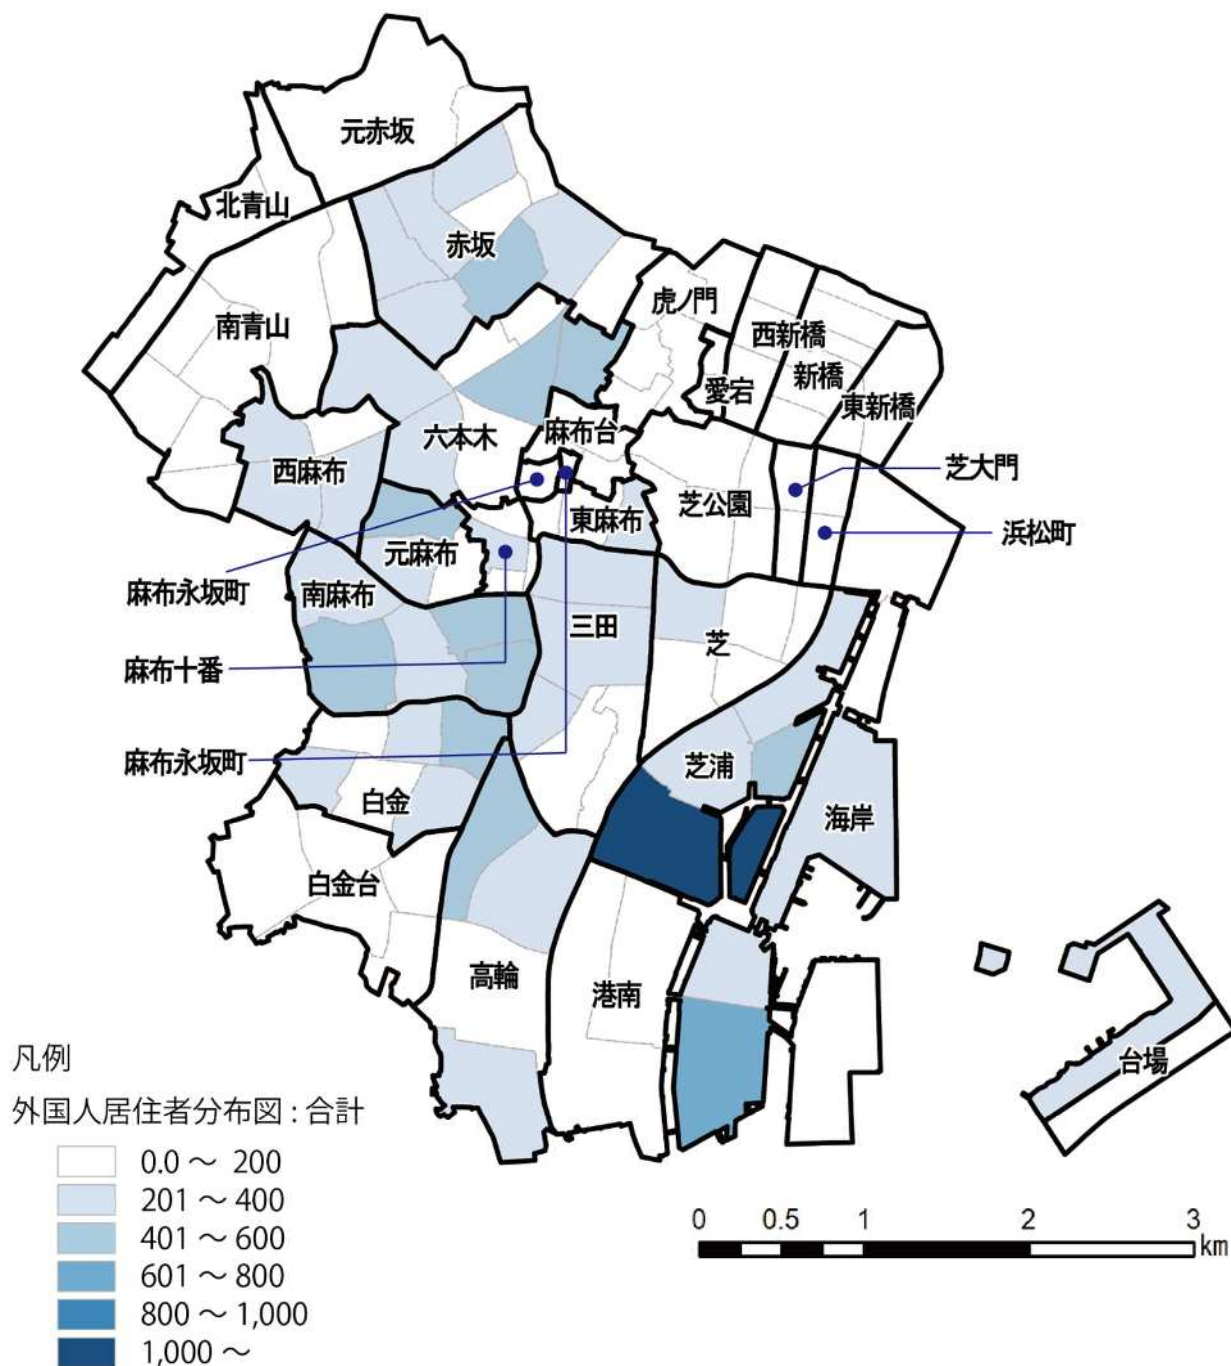 元赤坂
北青山
赤坂
虎ノ門
南青山
西新橋
新橋
愛宕
東新橋
六本木
麻布台
西麻布
芝大門
芝公園
東麻布
浜松町
元麻布
麻布永坂町
南麻布
三田
芝
麻布十番
麻布永坂町
芝浦
白金
海岸
白金台
高輪
港南
台場
凡例
外国人居住者分布図 : 合計
0.0 ～ 200
201 ～ 400
401 ～ 600
601 ～ 800
800 ～ 1,000
1,000 ～
0 0.5 1 2 3
km